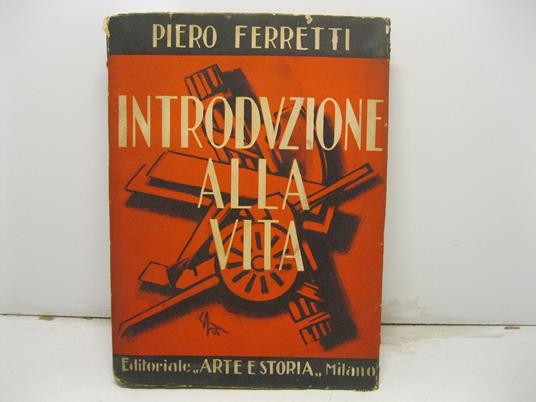 PIERO FERRETTI
INTRODVZIONE
ALLA
VITA
Editoriale „ARTE E STORIA„ Milano